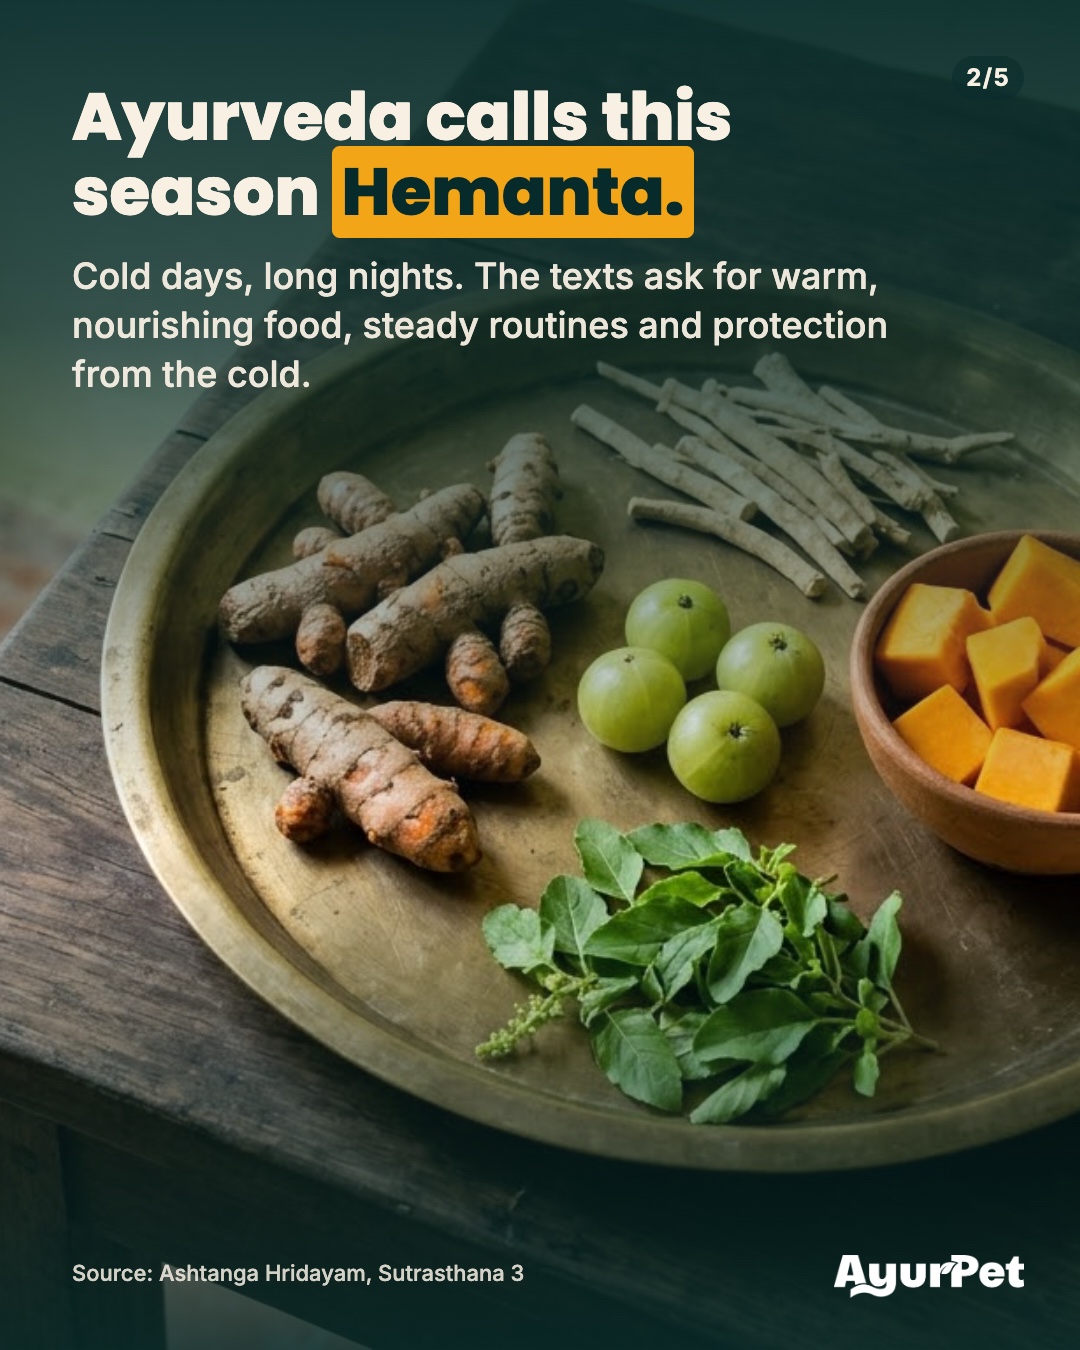 2/5
Ayurveda calls this
season Hemanta.
Cold days, long nights. The texts ask for warm,
nourishing food, steady routines and protection
from the cold.
Source: Ashtanga Hridayam, Sutrasthana 3
AyurPet